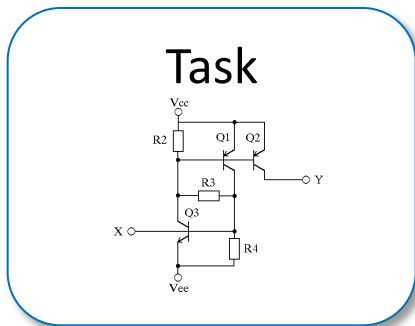 Task
Vcc
R2 Q1 Q2
R3 Y
Q3
X
R4
Vee